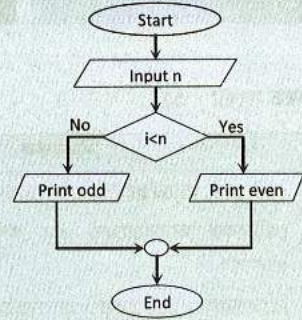 Start
Input n
No
i<n
Yes
Print odd
Print even
End